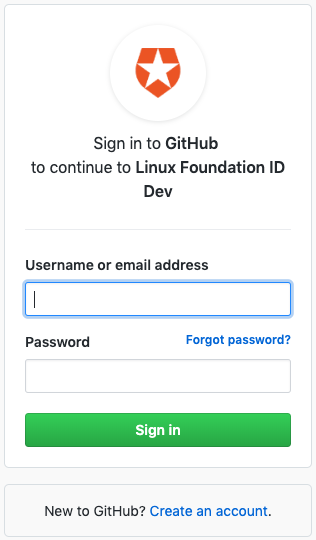 Sign in to GitHub
to continue to Linux Foundation ID
Dev
Username or email address
Password
Forgot password?
Sign in
New to GitHub? Create an account.